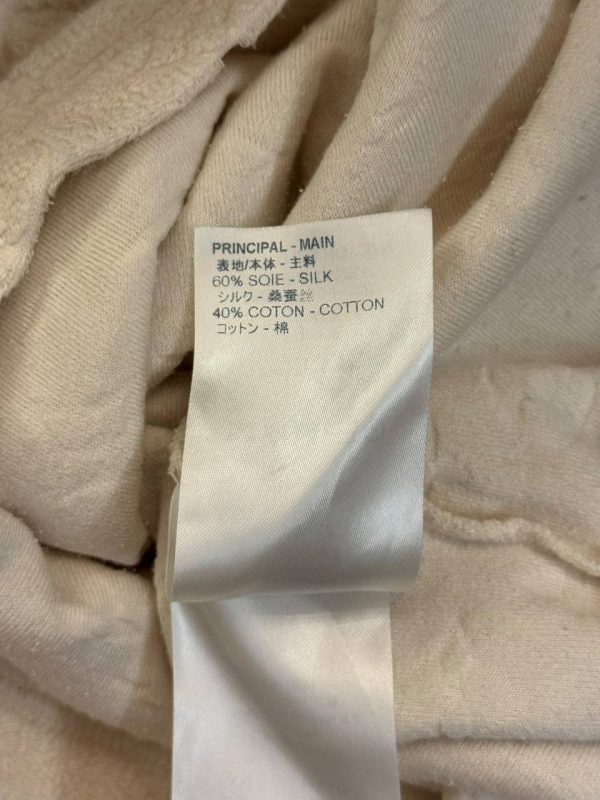 PRINCIPAL - MAIN
表地/本体 - 主料
60% SOIE - SILK
シルク - 桑蚕丝
40% COTON - COTTON
コットン - 棉